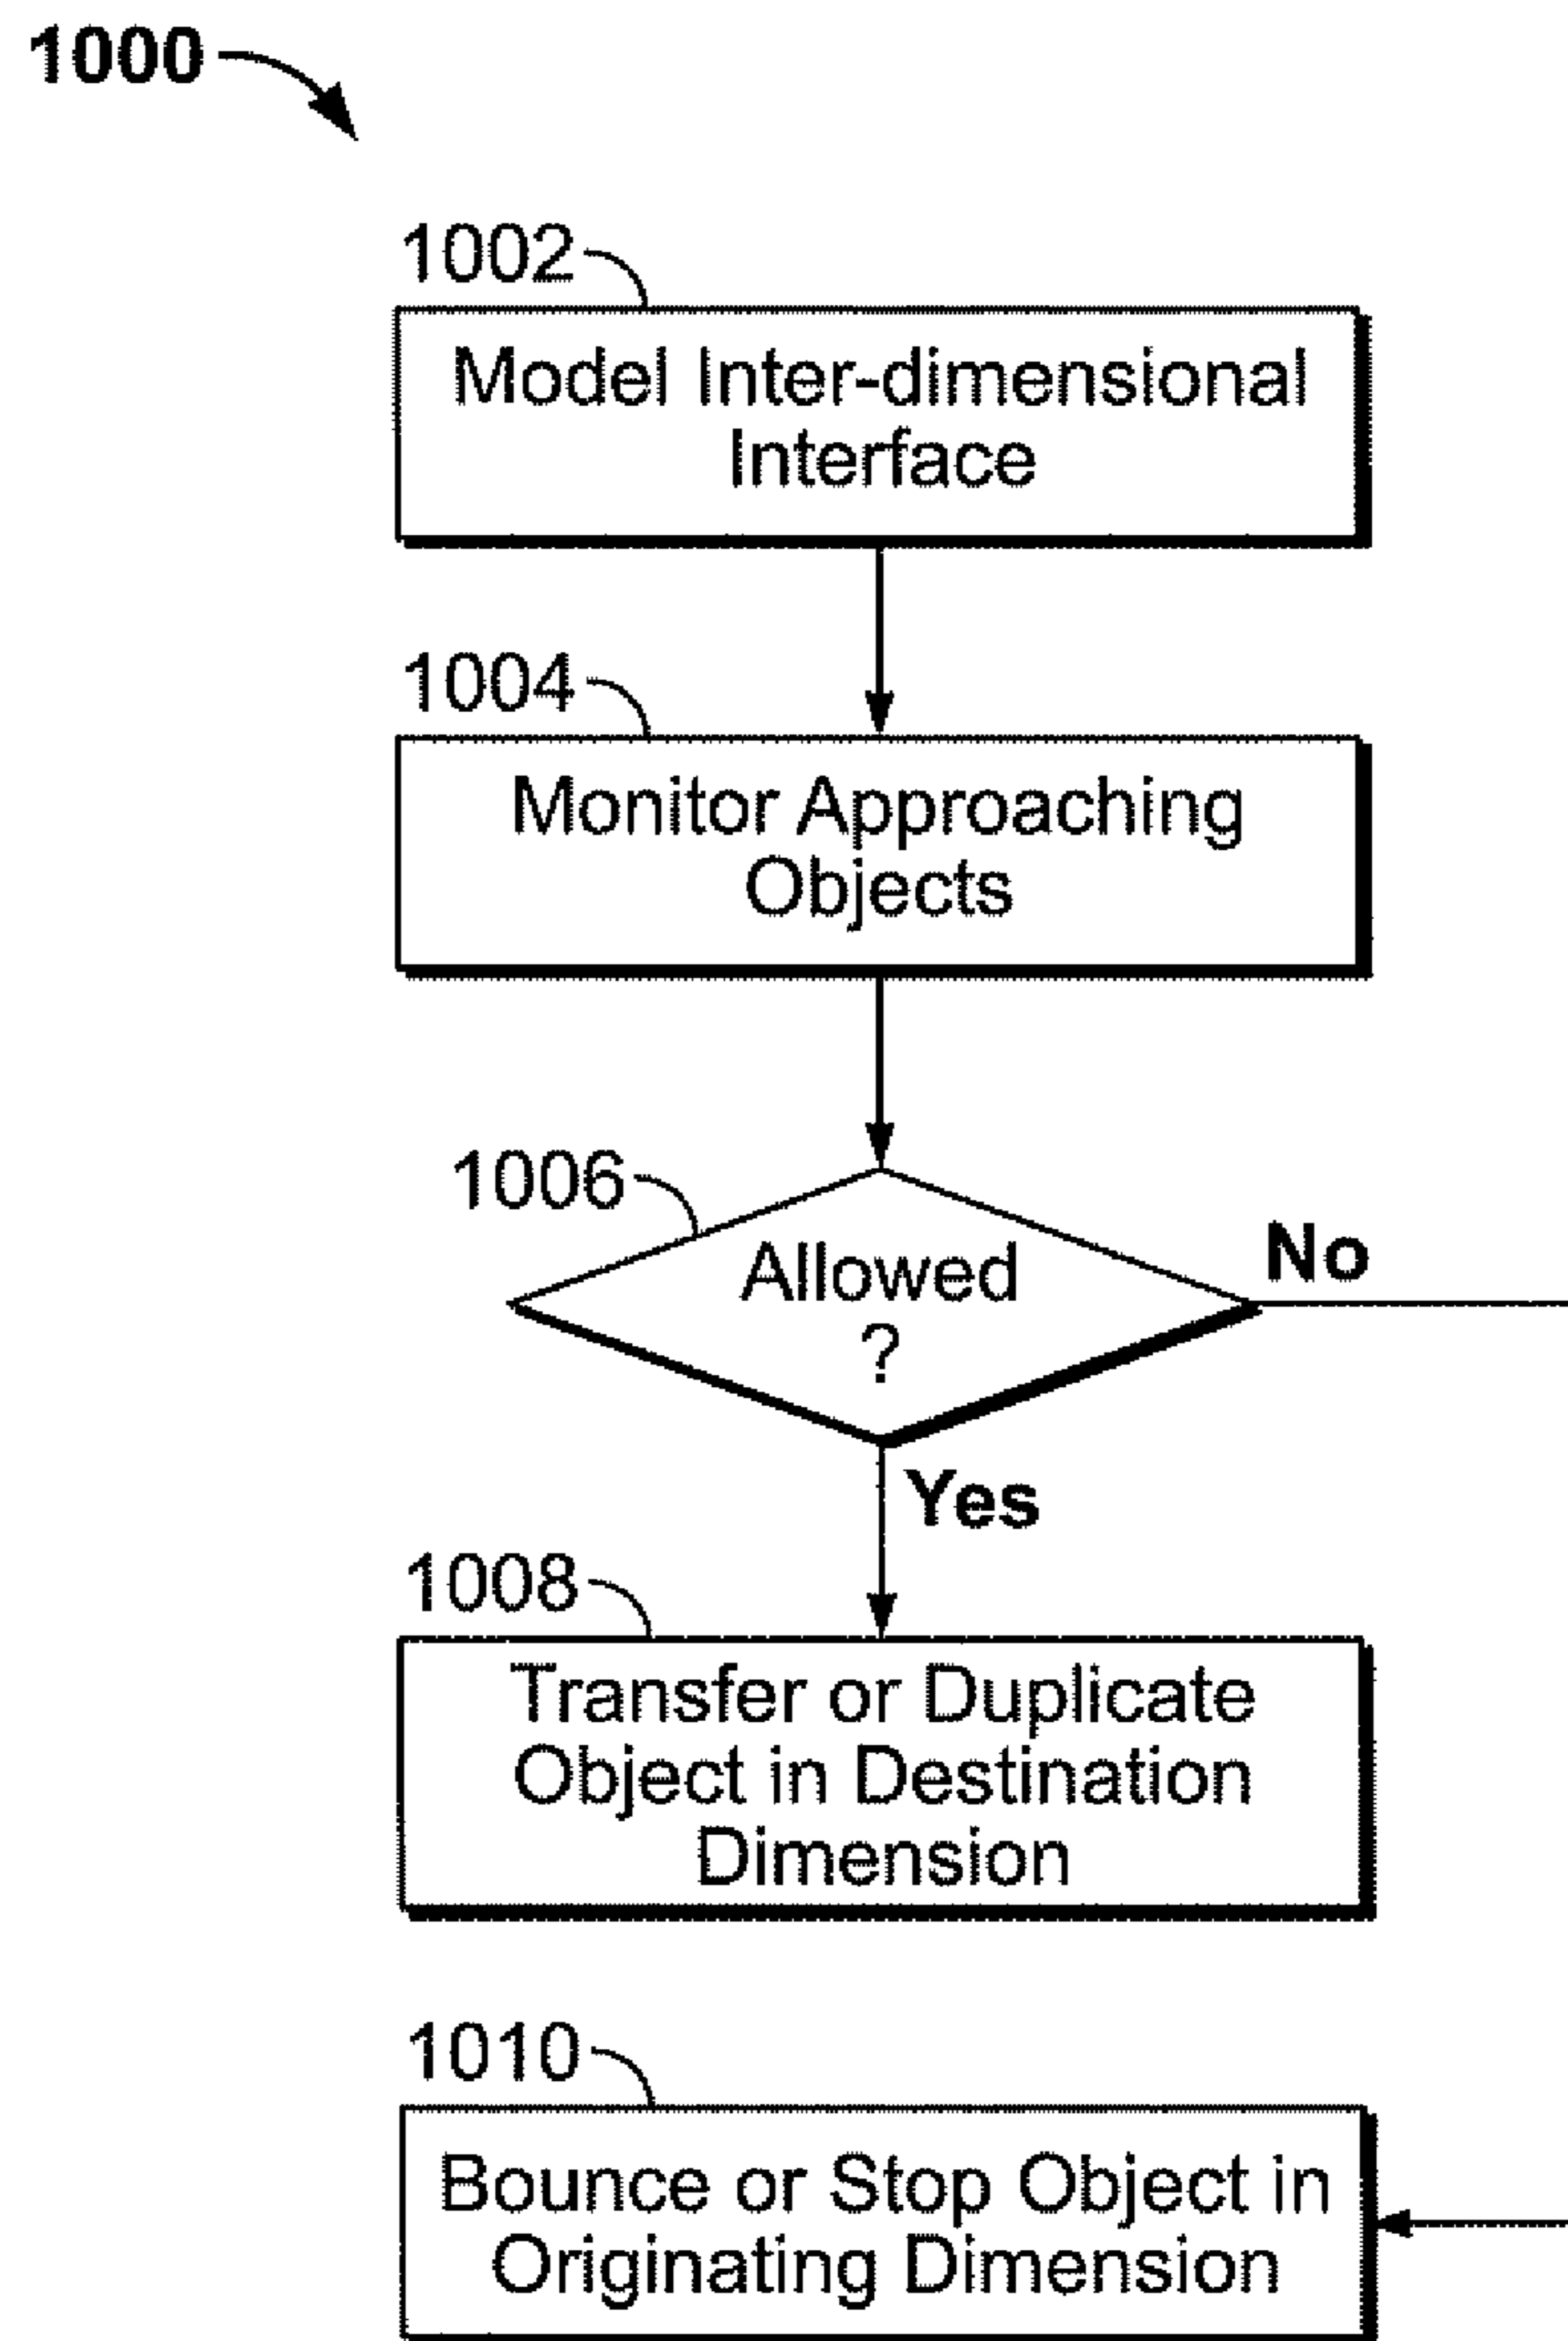 1000
1002
Model Inter-dimensional
Interface
1004
Monitor Approaching
Objects
1006
Allowed
?
No
Yes
1008
Transfer or Duplicate
Object in Destination
Dimension
1010
Bounce or Stop Object in
Originating Dimension